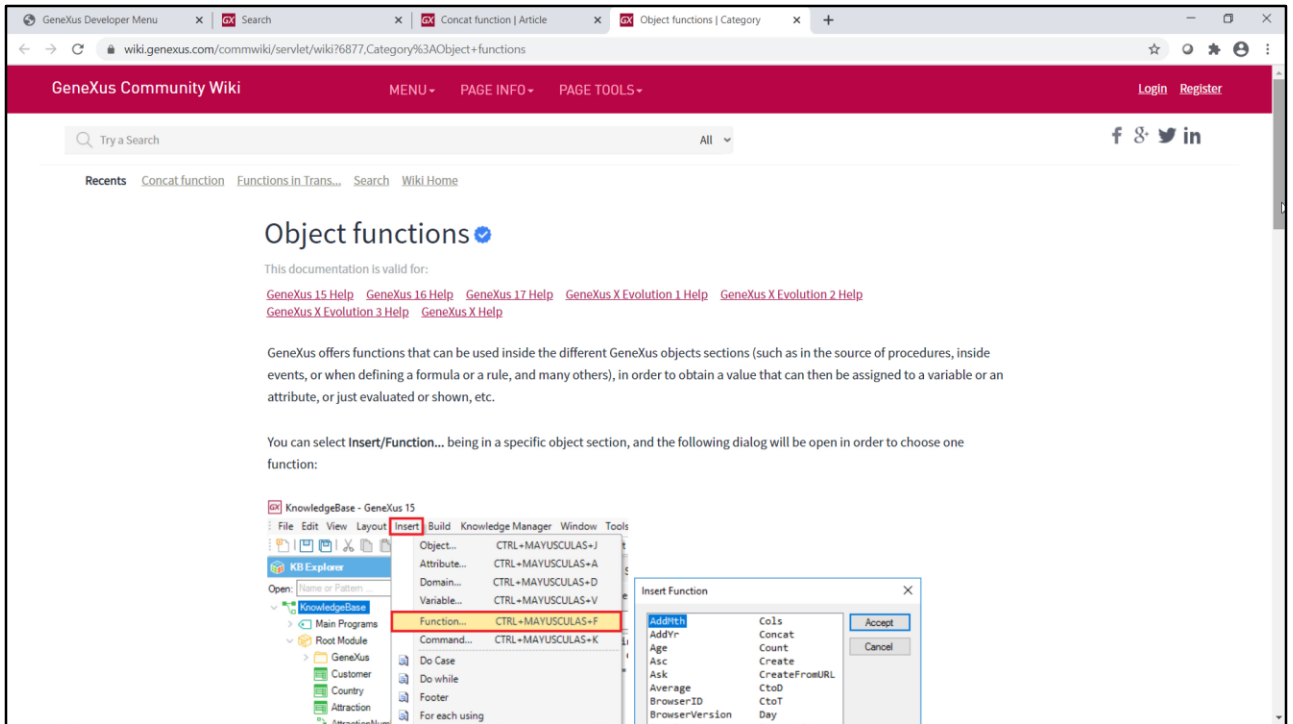 GeneXus Developer Menu
Search
Concat function | Article
Object functions | Category
wiki.genexus.com/commwiki/servlet/wiki?6877,Category%3AObject+functions
GeneXus Community Wiki
MENU PAGE INFO PAGE TOOLS
Login Register
Try a Search
All
Recents Concat function Functions in Trans... Search Wiki Home
Object functions
This documentation is valid for:
GeneXus 15 Help GeneXus 16 Help GeneXus 17 Help GeneXus X Evolution 1 Help GeneXus X Evolution 2 Help
GeneXus X Evolution 3 Help GeneXus X Help
GeneXus offers functions that can be used inside the different GeneXus objects sections (such as in the source of procedures, inside
events, or when defining a formula or a rule, and many others), in order to obtain a value that can then be assigned to a variable or an
attribute, or just evaluated or shown, etc.
You can select Insert/Function... being in a specific object section, and the following dialog will be open in order to choose one
function:
KnowledgeBase - GeneXus 15
File Edit View Layout Insert Build Knowledge Manager Window Tools
KB Explorer
Open: Name or Pattern ...
KnowledgeBase
Main Programs
Root Module
GeneXus
Customer
Country
Attraction
Object... CTRL+MAYUSCULAS+J
Attribute... CTRL+MAYUSCULAS+A
Domain... CTRL+MAYUSCULAS+D
Variable... CTRL+MAYUSCULAS+V
Function... CTRL+MAYUSCULAS+F
Command... CTRL+MAYUSCULAS+K
Do Case
Do while
Footer
For each using
Insert Function
AddMth Cols
AddYr Concat
Age Count
Asc Create
Ask CreateFromURL
Average CtoD
BrowserID CtoT
BrowserVersion Day
Accept
Cancel